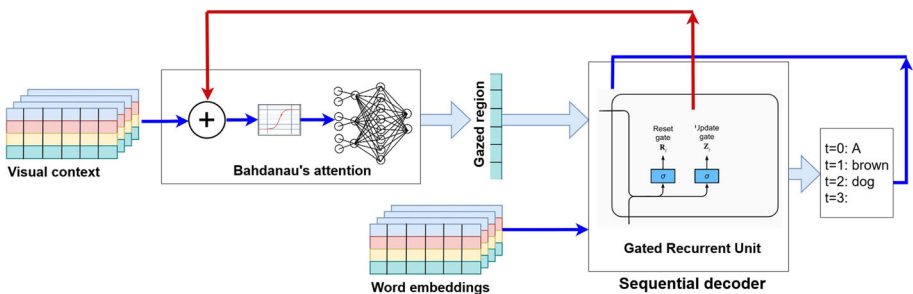 Visual context
+
Bahdanau's attention
Gazed region
Word embeddings
Reset
gate
R
Update
gate
Z
σ
σ
Gated Recurrent Unit
Sequential decoder
t=0: A
t=1: brown
t=2: dog
t=3: